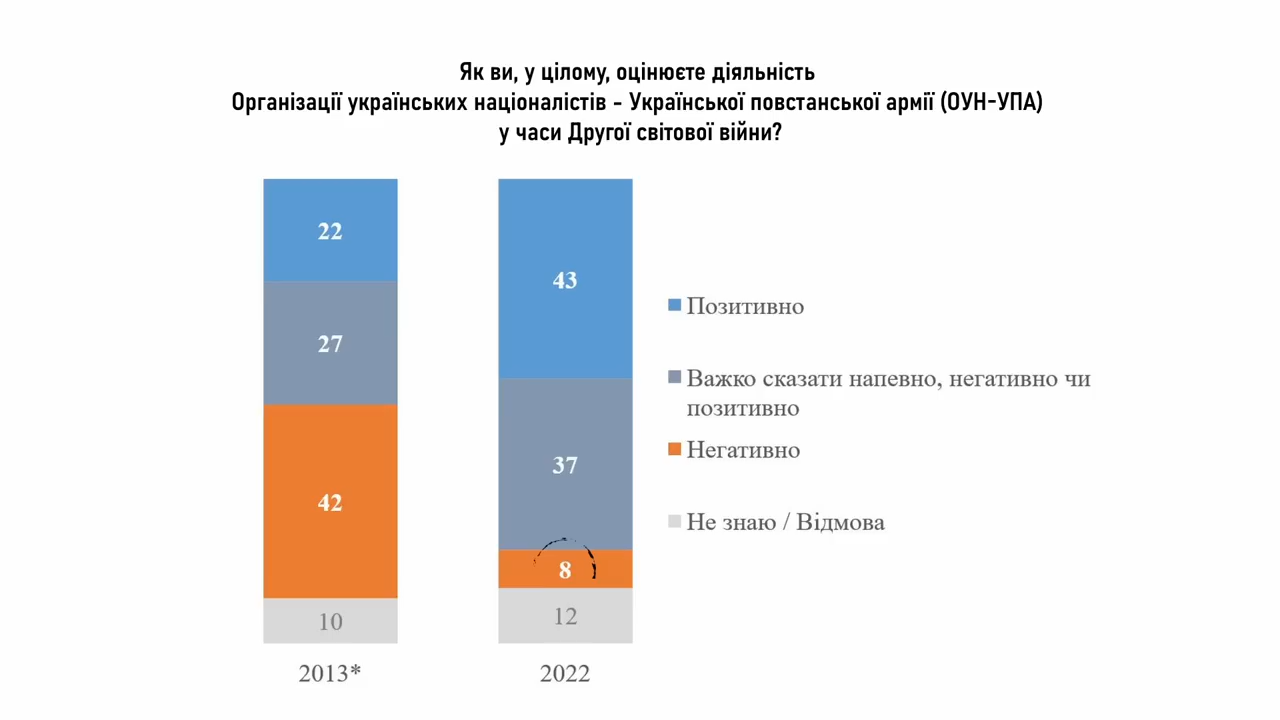 Як ви, у цілому, оцінюєте діяльність
Організації українських націоналістів - Української повстанської армії (ОУН-УПА)
у часи Другої світової війни?
22
27
42
10
2013*
43
37
8
12
2022
Позитивно
Важко сказати напевно, негативно чи
позитивно
Негативно
Не знаю / Відмова